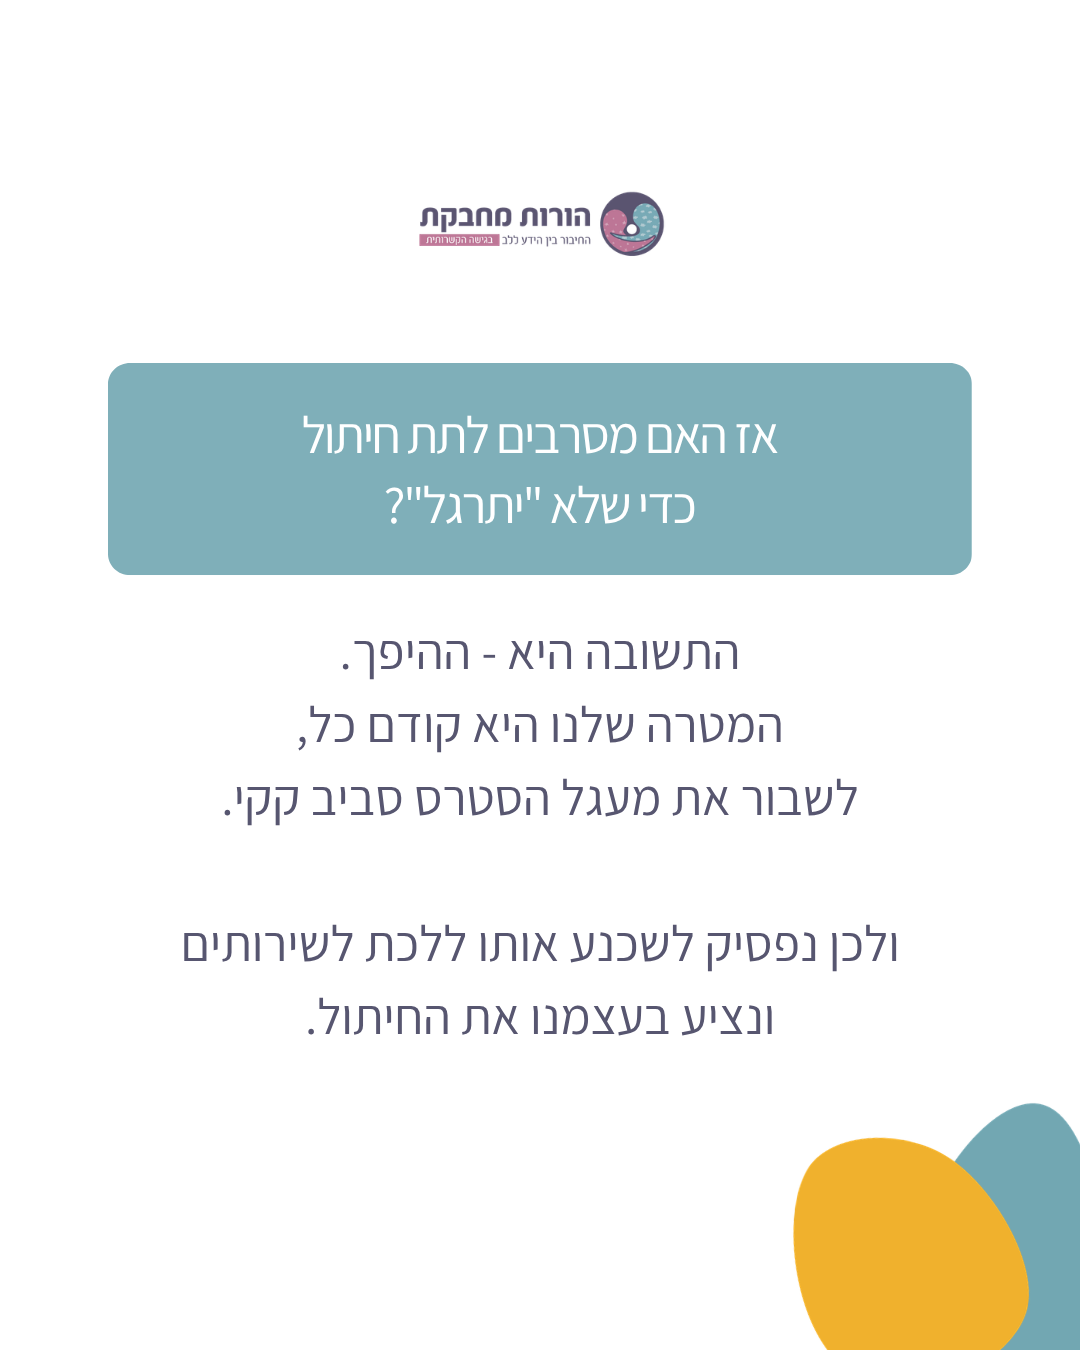 הורות מחבקת
החיבור בין הידע ללב בגישה הקשרותית
אז האם מסרבים לתת חיתול
כדי שלא "יתרגל"?
התשובה היא - ההיפך.
המטרה שלנו היא קודם כל,
לשבור את מעגל הסטרס סביב קקי.
ולכן נפסיק לשכנע אותו ללכת לשירותים
ונציע בעצמנו את החיתול.